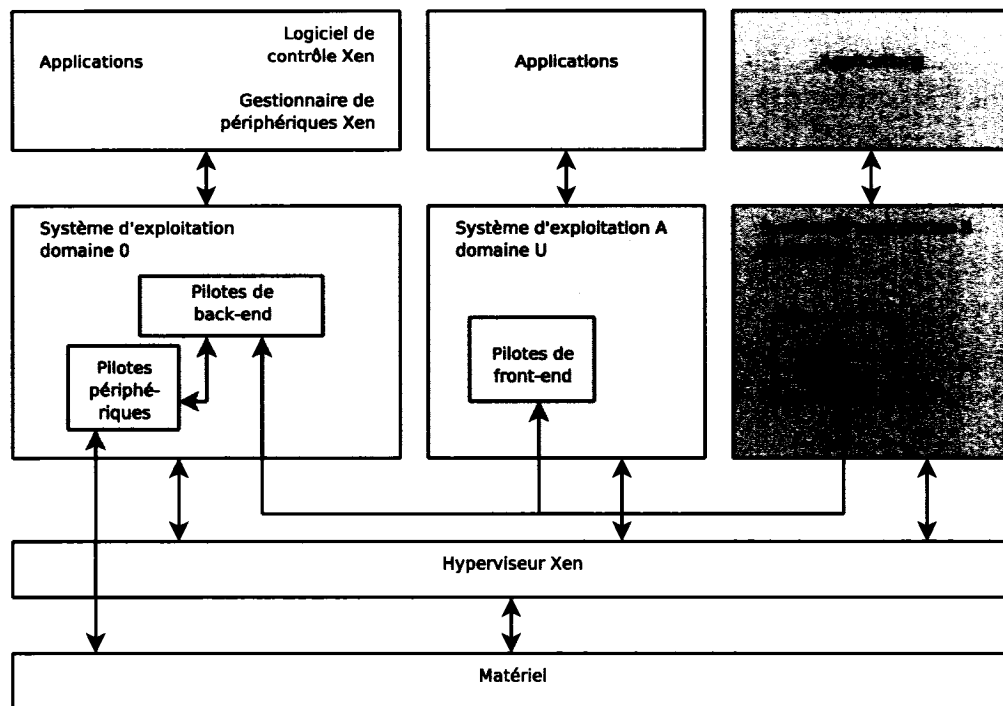 Applications
Logiciel de
contrôle Xen
Gestionnaire de
périphériques Xen
Applications
Système d'exploitation
domaine 0
Pilotes de
back-end
Pilotes
périphé-
riques
Système d'exploitation A
domaine U
Pilotes de
front-end
Hyperviseur Xen
Matériel